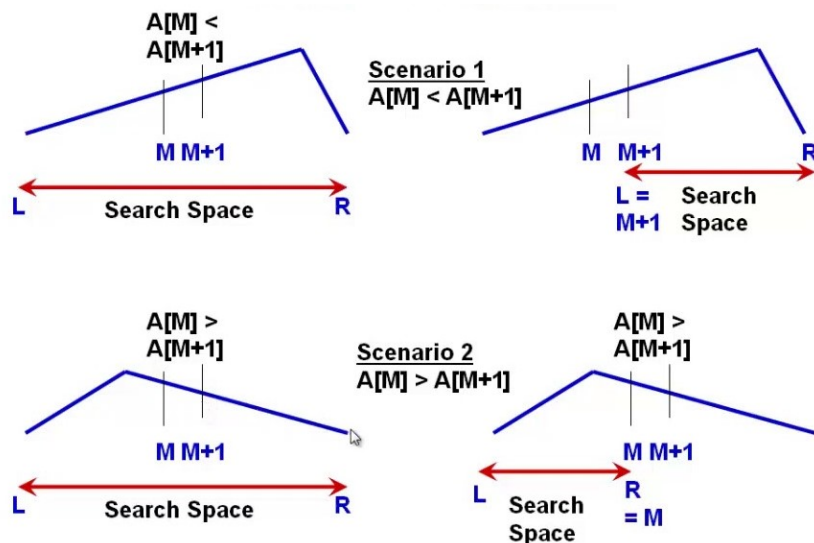 A[M] <
A[M+1]
Scenario 1
A[M] < A[M+1]
M M+1
L
Search Space
R
M
M+1
R
L =
M+1
Search
Space
A[M] >
A[M+1]
Scenario 2
A[M] > A[M+1]
M M+1
L
Search Space
R
A[M] >
A[M+1]
M M+1
L
Search
Space
R
= M